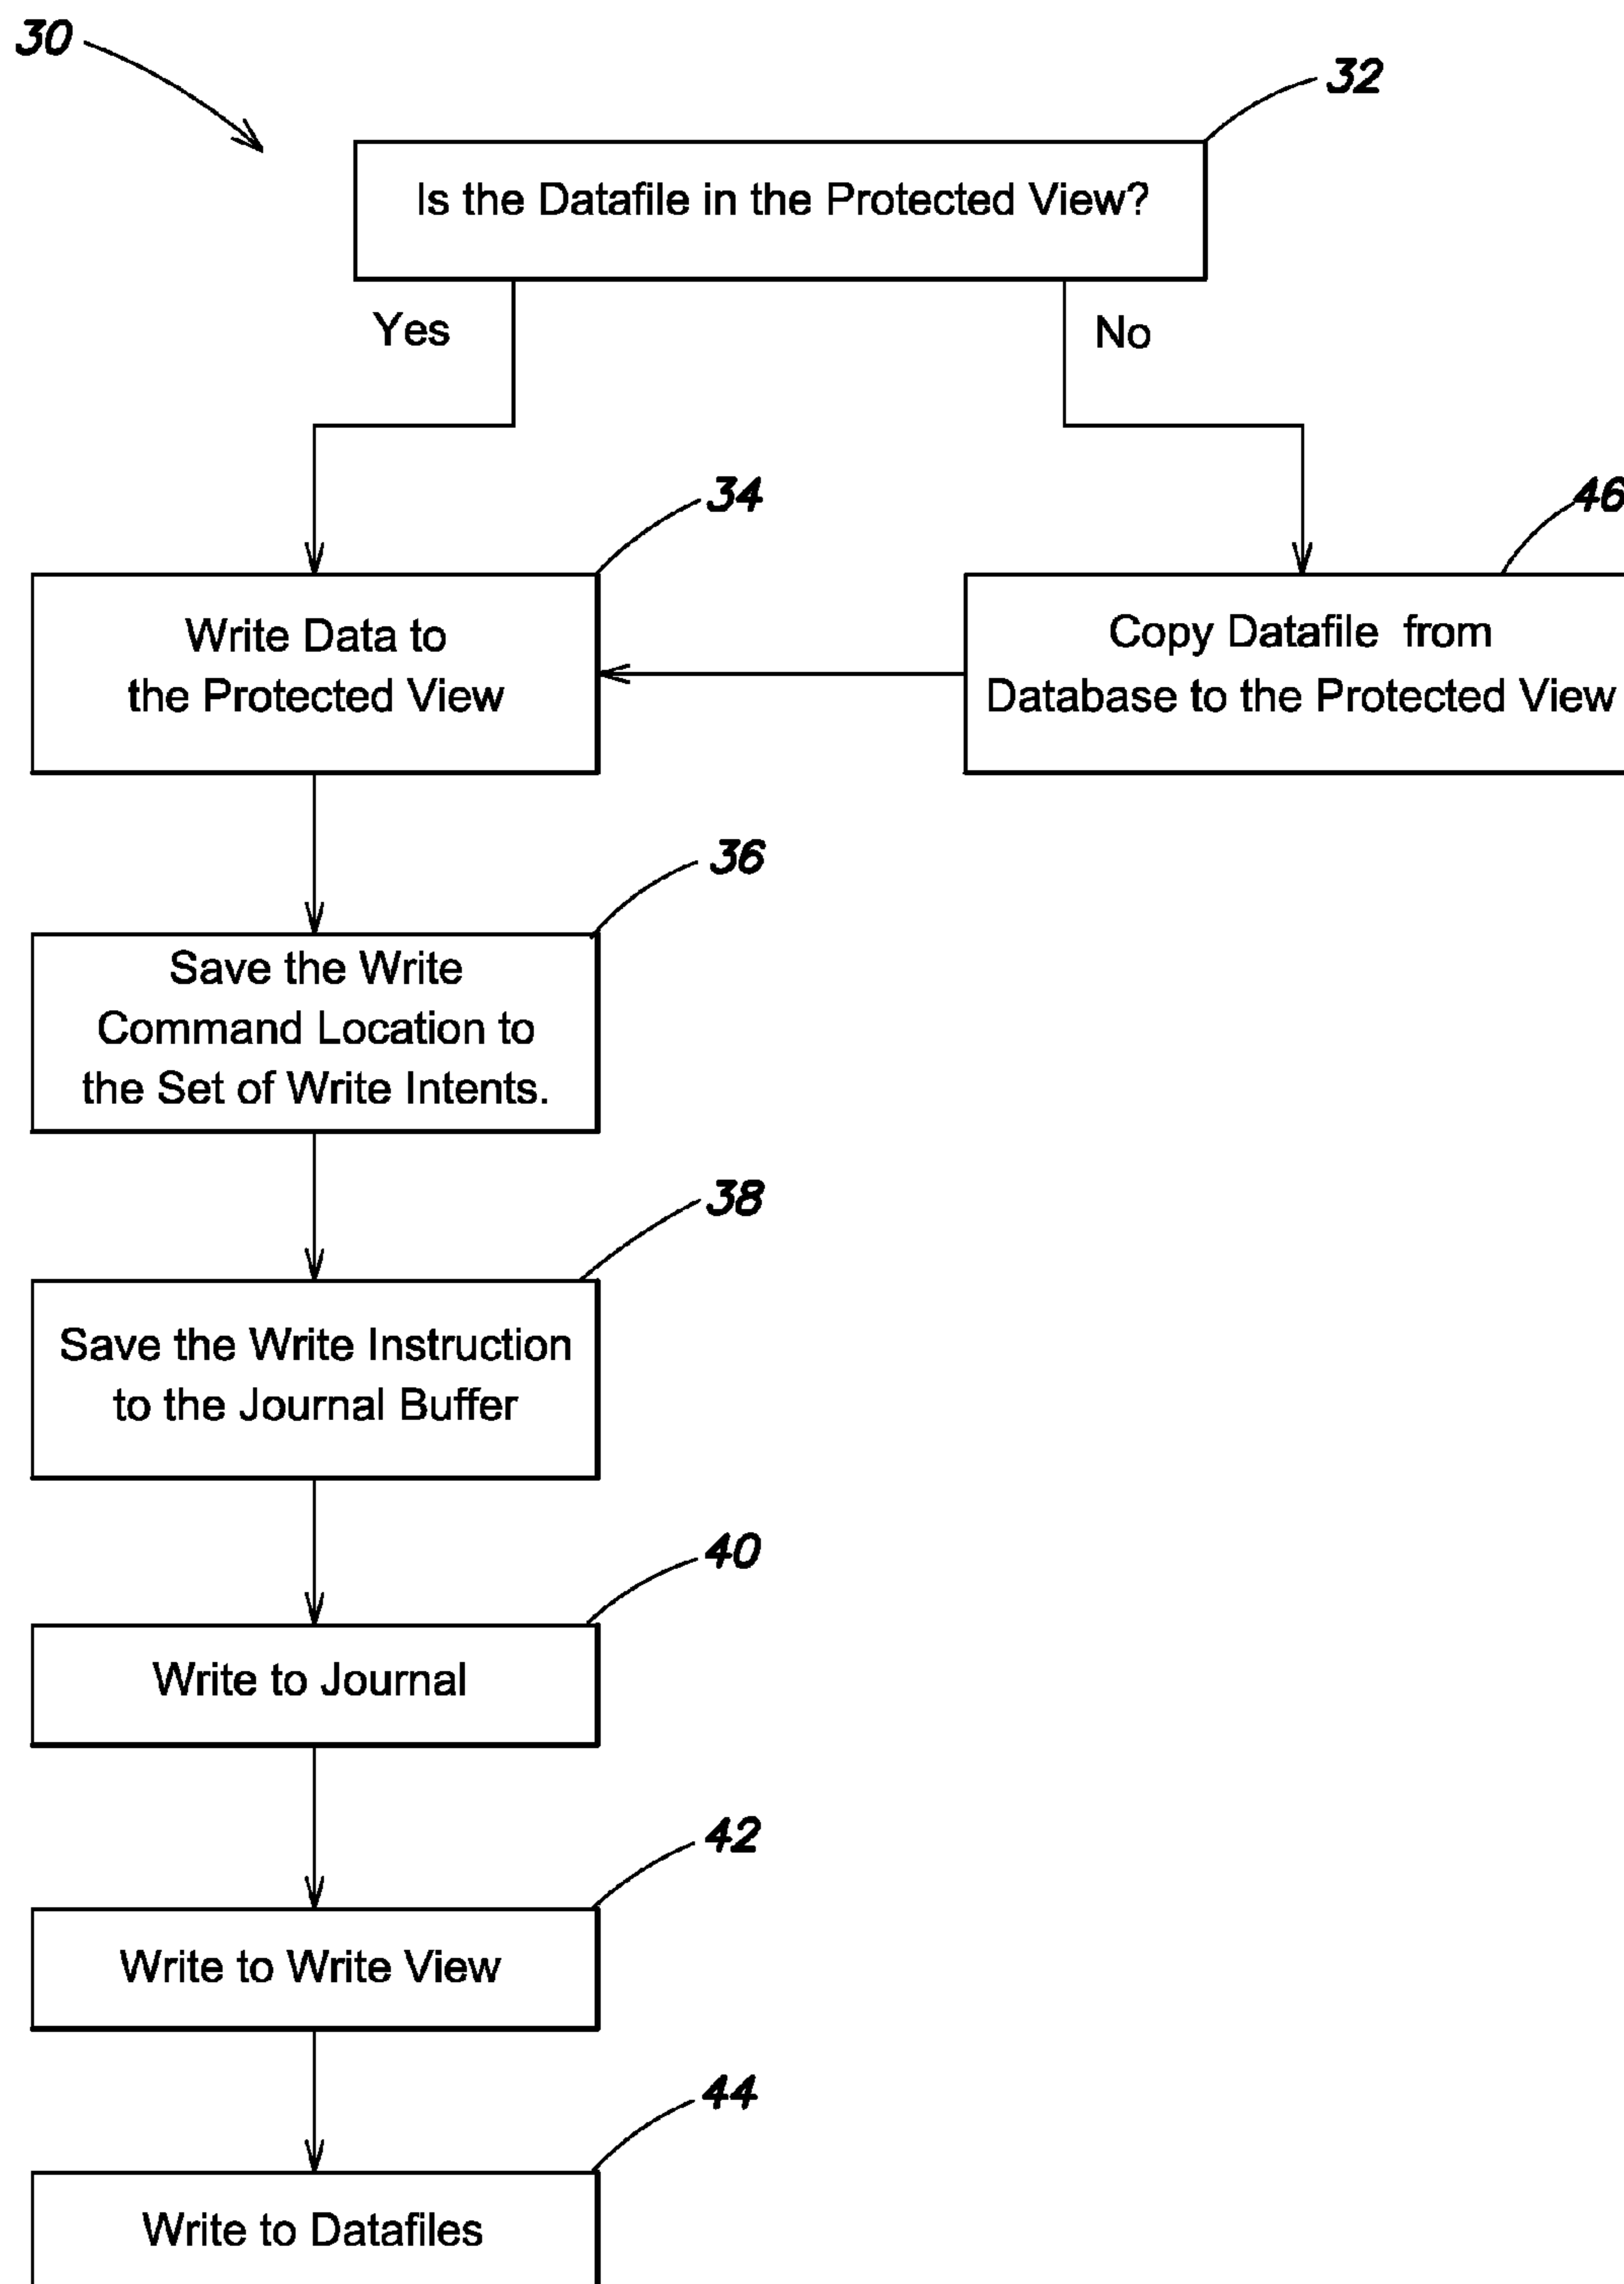 30
32
Is the Datafile in the Protected View?
Yes
No
34
46
Write Data to
the Protected View
Copy Datafile from
Database to the Protected View
36
Save the Write
Command Location to
the Set of Write Intents.
38
Save the Write Instruction
to the Journal Buffer
40
Write to Journal
42
Write to Write View
44
Write to Datafiles